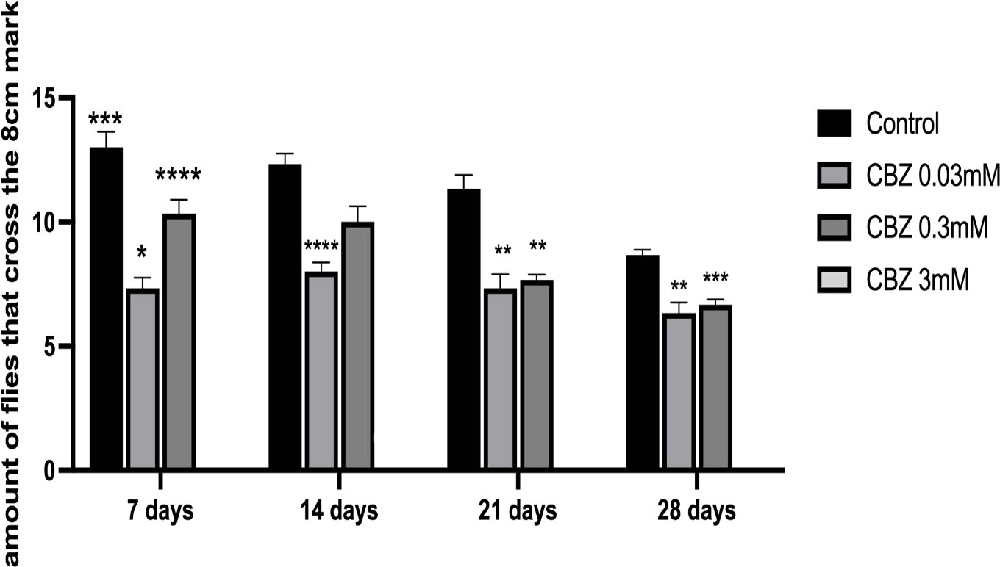 amount of flies that cross the 8cm mark
15
10
5
0
***
*
****
****
**
**
**
***
7 days
14 days
21 days
28 days
Control
CBZ 0.03mM
CBZ 0.3mM
CBZ 3mM